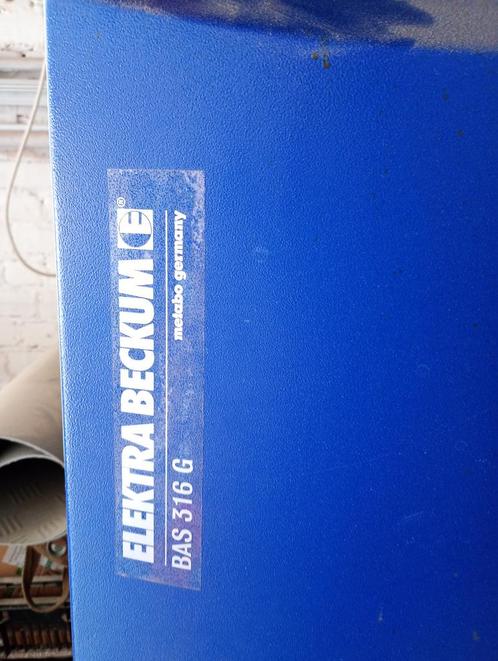 ELEKTRA BECKUM E®
BAS 316 G
metabo germany